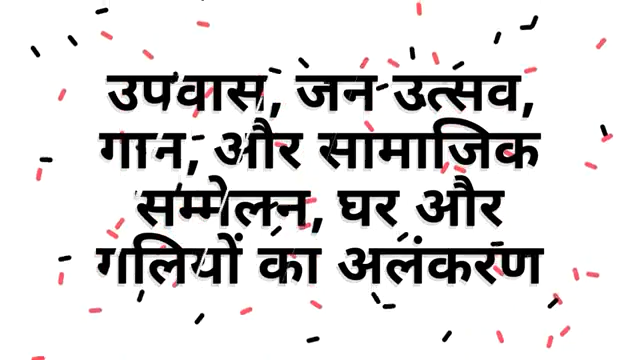 उपवास, जन उत्सव,
गान, और सामाजिक
सम्मेलन, घर और
गलियों का अलंकरण